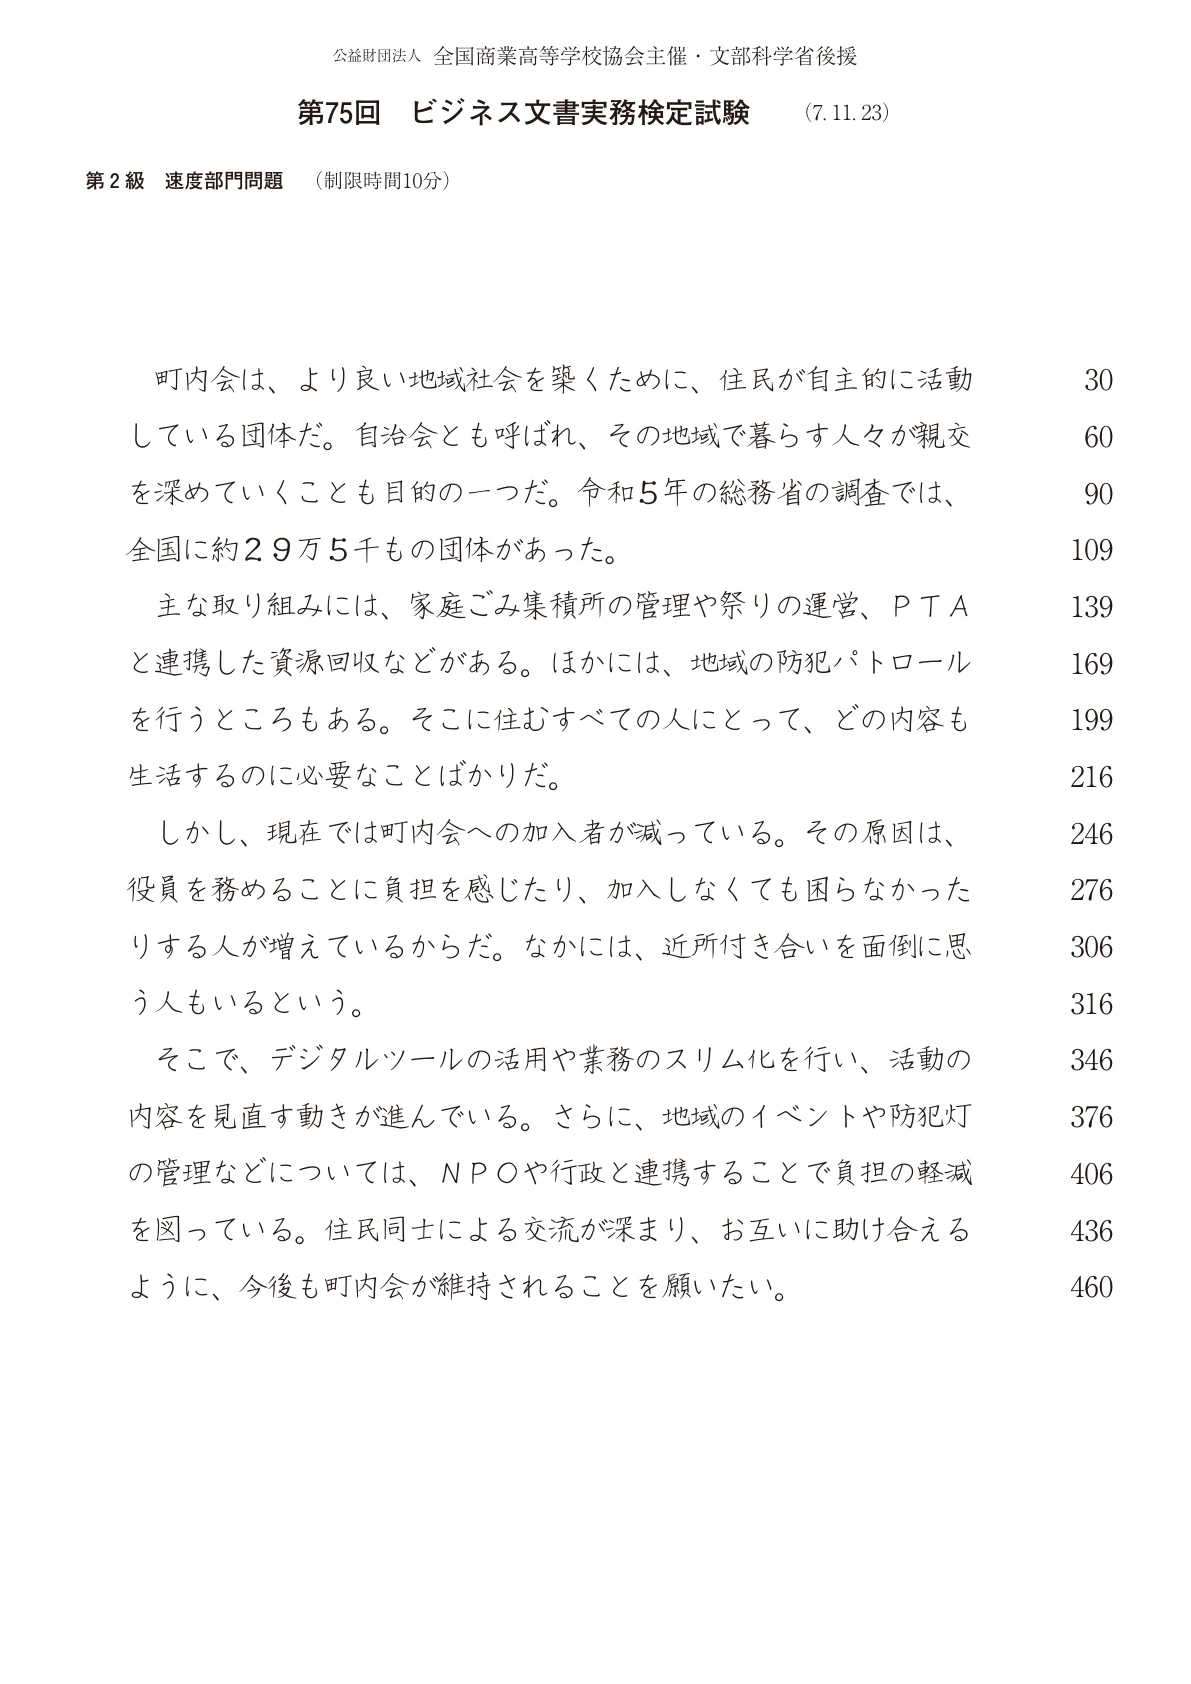 公益財団法人 全国商業高等学校協会主催・文部科学省後援
第75回 ビジネス文書実務検定試験 （7.11.23）
第２級 速度部門問題 （制限時間10分）
　町内会は、より良い地域社会を築くために、住民が自主的に活動 30
している団体だ。自治会とも呼ばれ、その地域で暮らす人々が親交 60
を深めていくことも目的の一つだ。令和５年の総務省の調査では、 90
全国に約２９万５千もの団体があった。 109
　主な取り組みには、家庭ごみ集積所の管理や祭りの運営、ＰＴＡ 139
と連携した資源回収などがある。ほかには、地域の防犯パトロール 169
を行うところもある。そこに住むすべての人にとって、どの内容も 199
生活するのに必要なことばかりだ。 216
　しかし、現在では町内会への加入者が減っている。その原因は、 246
役員を務めることに負担を感じたり、加入しなくても困らなかった 276
りする人が増えているからだ。なかには、近所付き合いを面倒に思 306
う人もいるという。 316
　そこで、デジタルツールの活用や業務のスリム化を行い、活動の 346
内容を見直す動きが進んでいる。さらに、地域のイベントや防犯灯 376
の管理などについては、ＮＰＯや行政と連携することで負担の軽減 406
を図っている。住民同士による交流が深まり、お互いに助け合える 436
ように、今後も町内会が維持されることを願いたい。 460